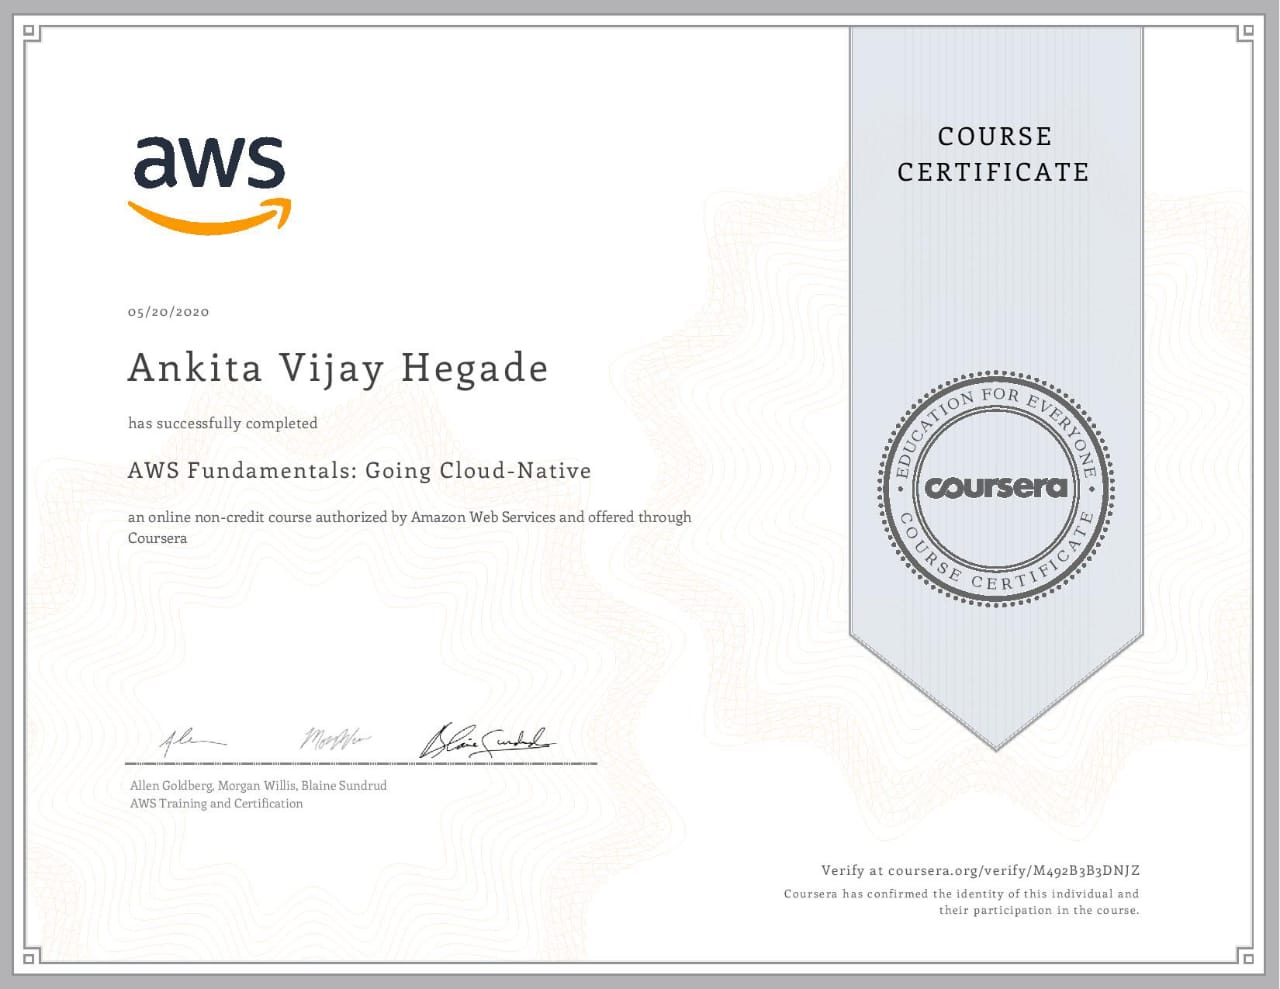 aws
COURSE
CERTIFICATE
05/20/2020
Ankita Vijay Hegade
has successfully completed
AWS Fundamentals: Going Cloud-Native
an online non-credit course authorized by Amazon Web Services and offered through
Coursera
EDUCATION FOR EVERYONE
coursera
COURSE CERTIFICATE
Blaine Sundrud
Allen Goldberg, Morgan Willis, Blaine Sundrud
AWS Training and Certification
Verify at coursera.org/verify/M492B3B3DNJZ
Coursera has confirmed the identity of this individual and
their participation in the course.